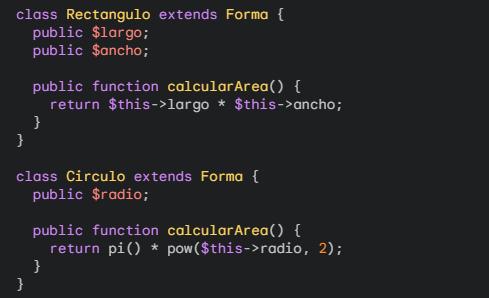 class Rectangulo extends Forma {
  public $largo;
  public $ancho;

  public function calcularArea() {
    return $this->largo * $this->ancho;
  }
}

class Circulo extends Forma {
  public $radio;

  public function calcularArea() {
    return pi() * pow($this->radio, 2);
  }
}